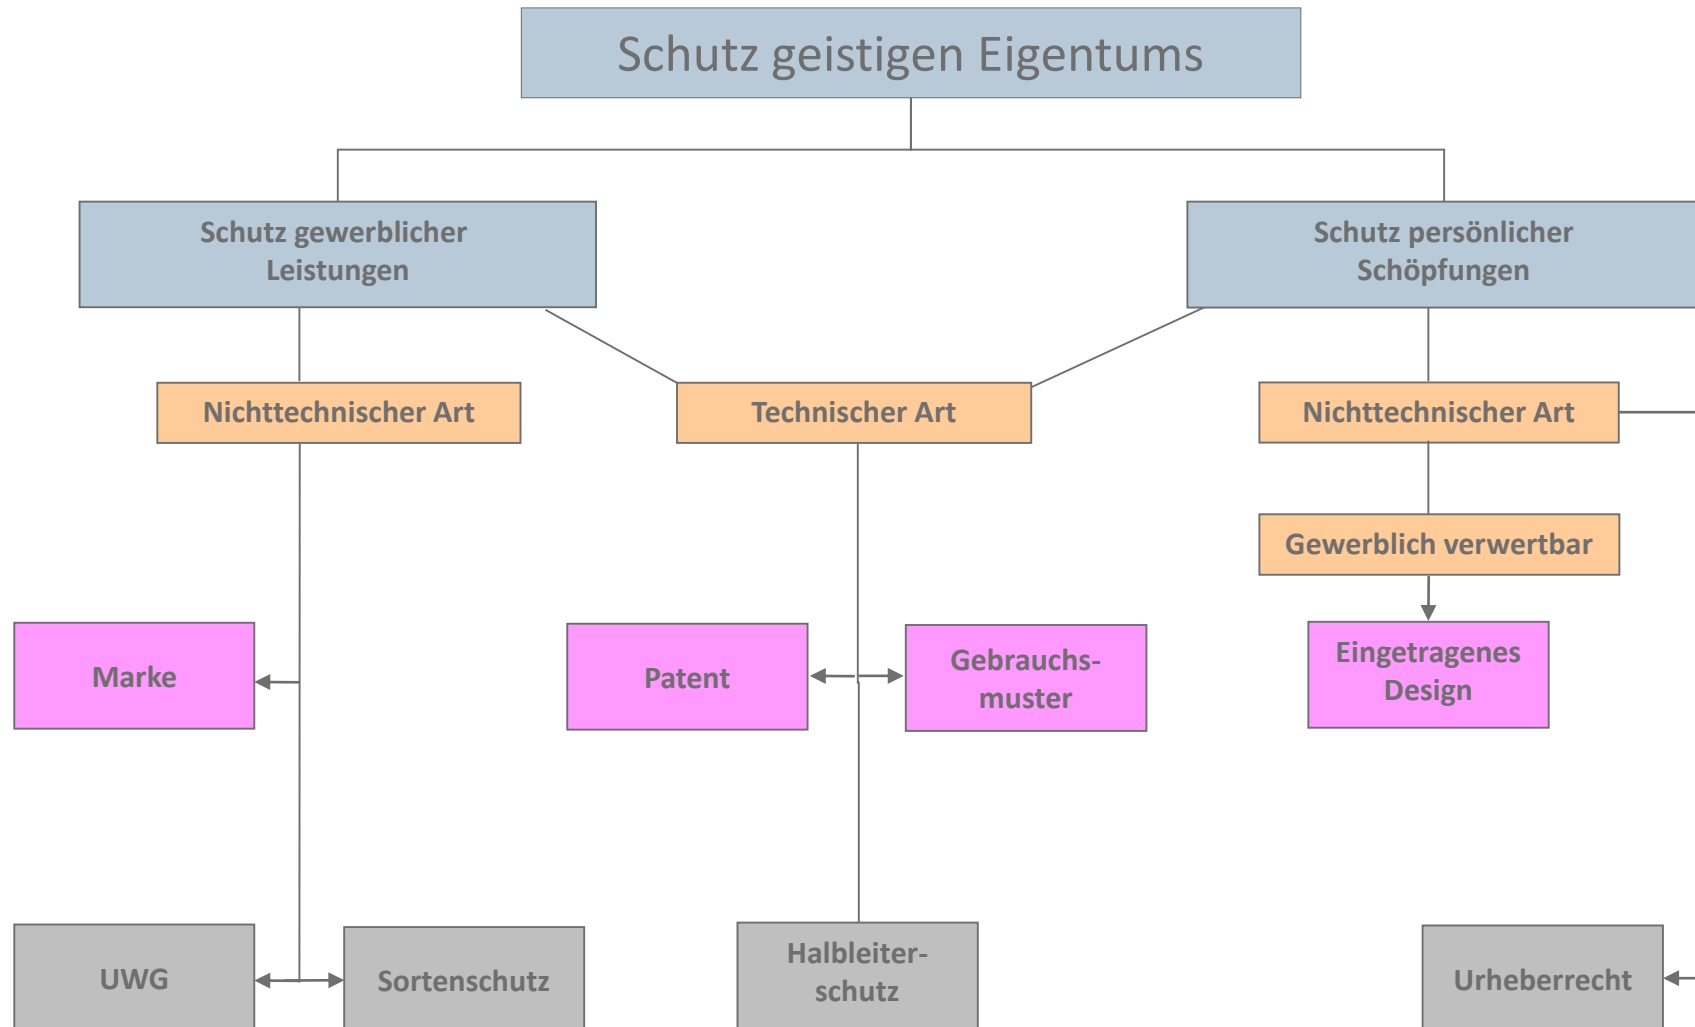 Schutz geistigen Eigentums
Schutz gewerblicher
Leistungen
Schutz persönlicher
Schöpfungen
Nichttechnischer Art
Technischer Art
Nichttechnischer Art
Gewerblich verwertbar
Marke
Patent
Gebrauchs-
muster
Eingetragenes
Design
UWG
Sortenschutz
Halbleiter-
schutz
Urheberrecht